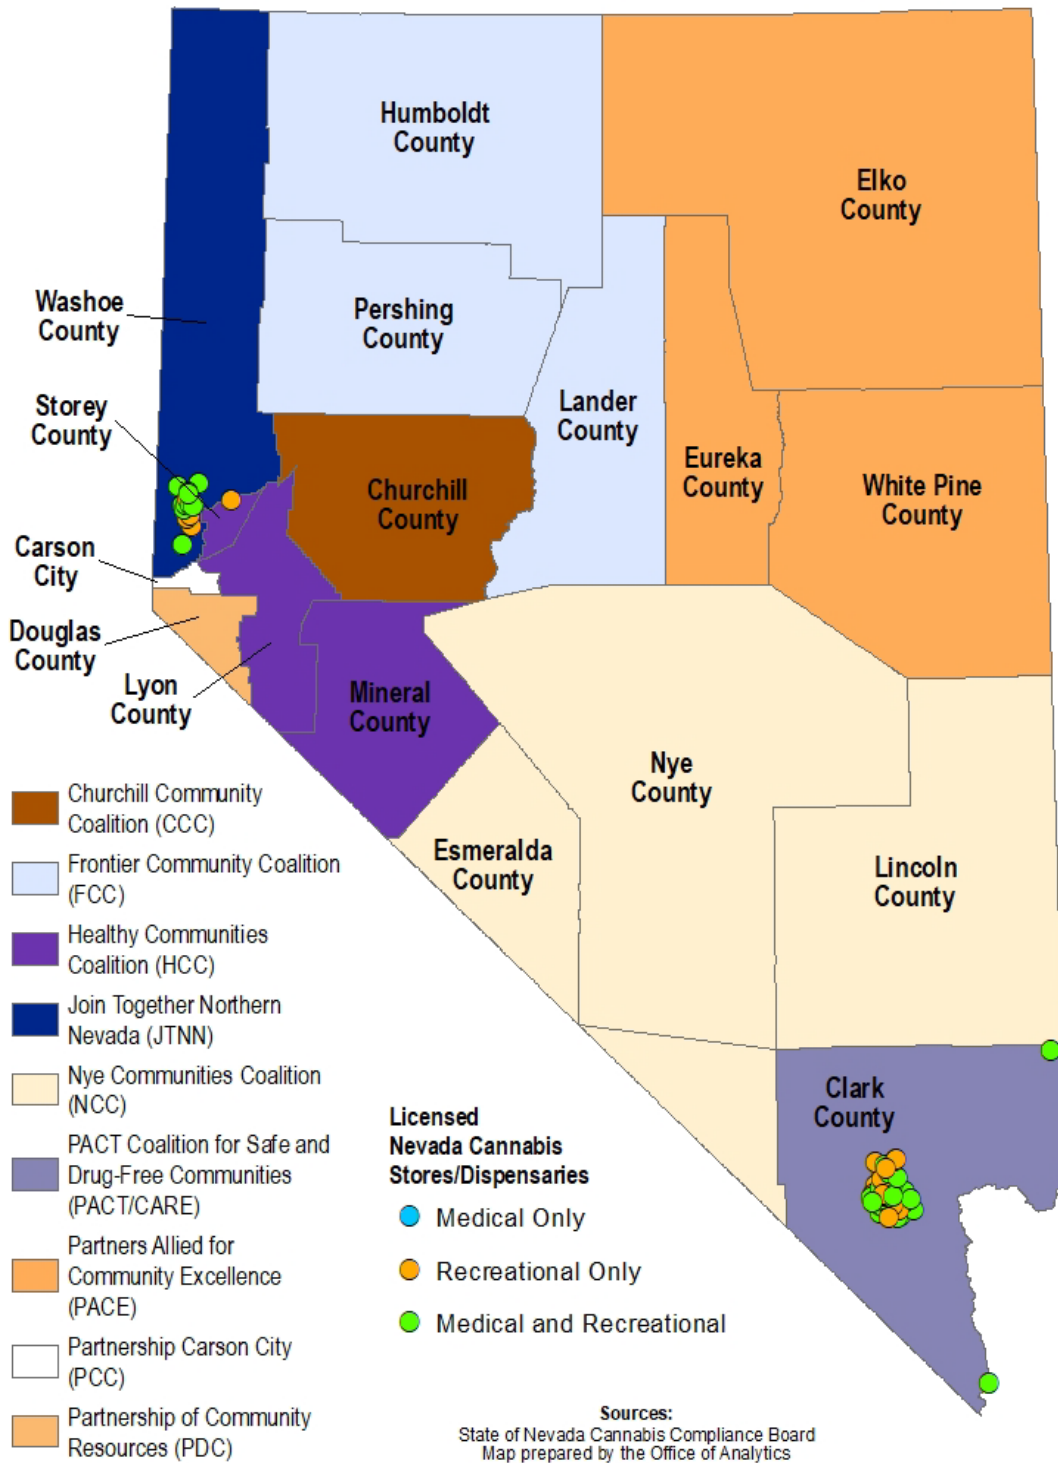 Humboldt
County
Elko
County
Washoe
County
Pershing
County
Storey
County
Lander
County
Eureka
County
White Pine
County
Churchill
County
Carson
City
Douglas
County
Lyon
County
Mineral
County
Nye
County
Esmeralda
County
Lincoln
County
Clark
County
Churchill Community
Coalition (CCC)
Frontier Community Coalition
(FCC)
Healthy Communities
Coalition (HCC)
Join Together Northern
Nevada (JTNN)
Nye Communities Coalition
(NCC)
PACT Coalition for Safe and
Drug-Free Communities
(PACT/CARE)
Partners Allied for
Community Excellence
(PACE)
Partnership Carson City
(PCC)
Partnership of Community
Resources (PDC)
Licensed
Nevada Cannabis
Stores/Dispensaries
Medical Only
Recreational Only
Medical and Recreational
Sources:
State of Nevada Cannabis Compliance Board
Map prepared by the Office of Analytics